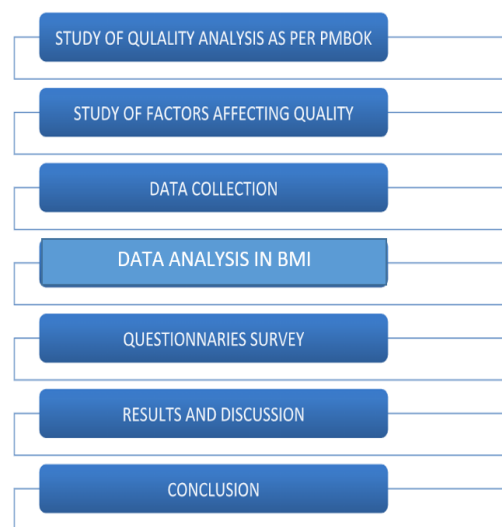 STUDY OF QULALITY ANALYSIS AS PER PMBOK
STUDY OF FACTORS AFFECTING QUALITY
DATA COLLECTION
DATA ANALYSIS IN BMI
QUESTIONNARIES SURVEY
RESULTS AND DISCUSSION
CONCLUSION